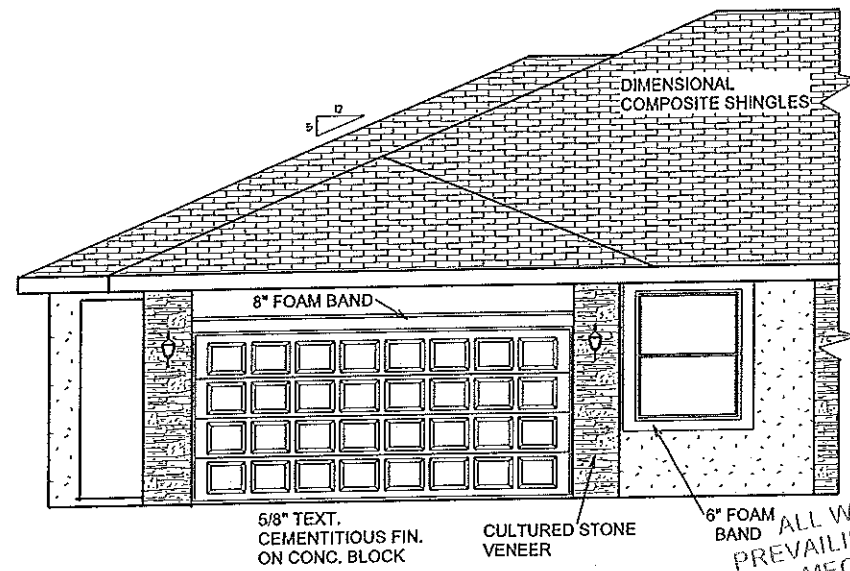 DIMENSIONAL
COMPOSITE SHINGLES
12
5
8" FOAM BAND
5/8" TEXT.
CEMENTITIOUS FIN.
ON CONC. BLOCK
CULTURED STONE
VENEER
6" FOAM
BAND
ALL W